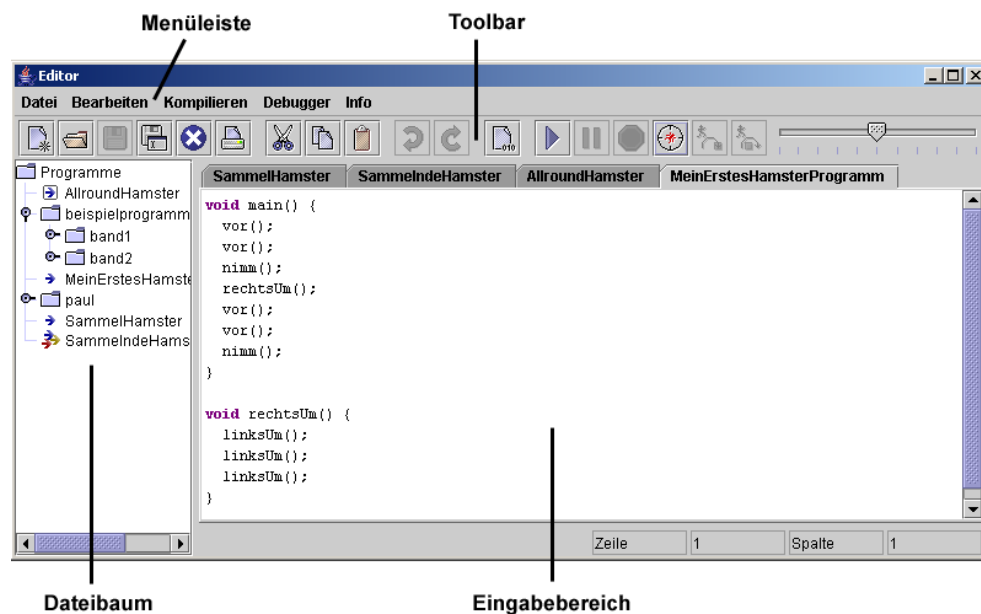 Menüleiste Toolbar
Editor
Datei Bearbeiten Kompilieren Debugger Info
Programme
AllroundHamster
beispielprogramm
band1
band2
MeinErstesHamste
paul
SammelHamster
SammelndeHams
SammelHamster SammelndeHamster AllroundHamster MeinErstesHamsterProgramm
void main() {
vor();
vor();
nimm();
rechtsUm();
vor();
vor();
nimm();
}
void rechtsUm() {
linksUm();
linksUm();
linksUm();
}
Zeile 1 Spalte 1
Dateibaum Eingabebereich